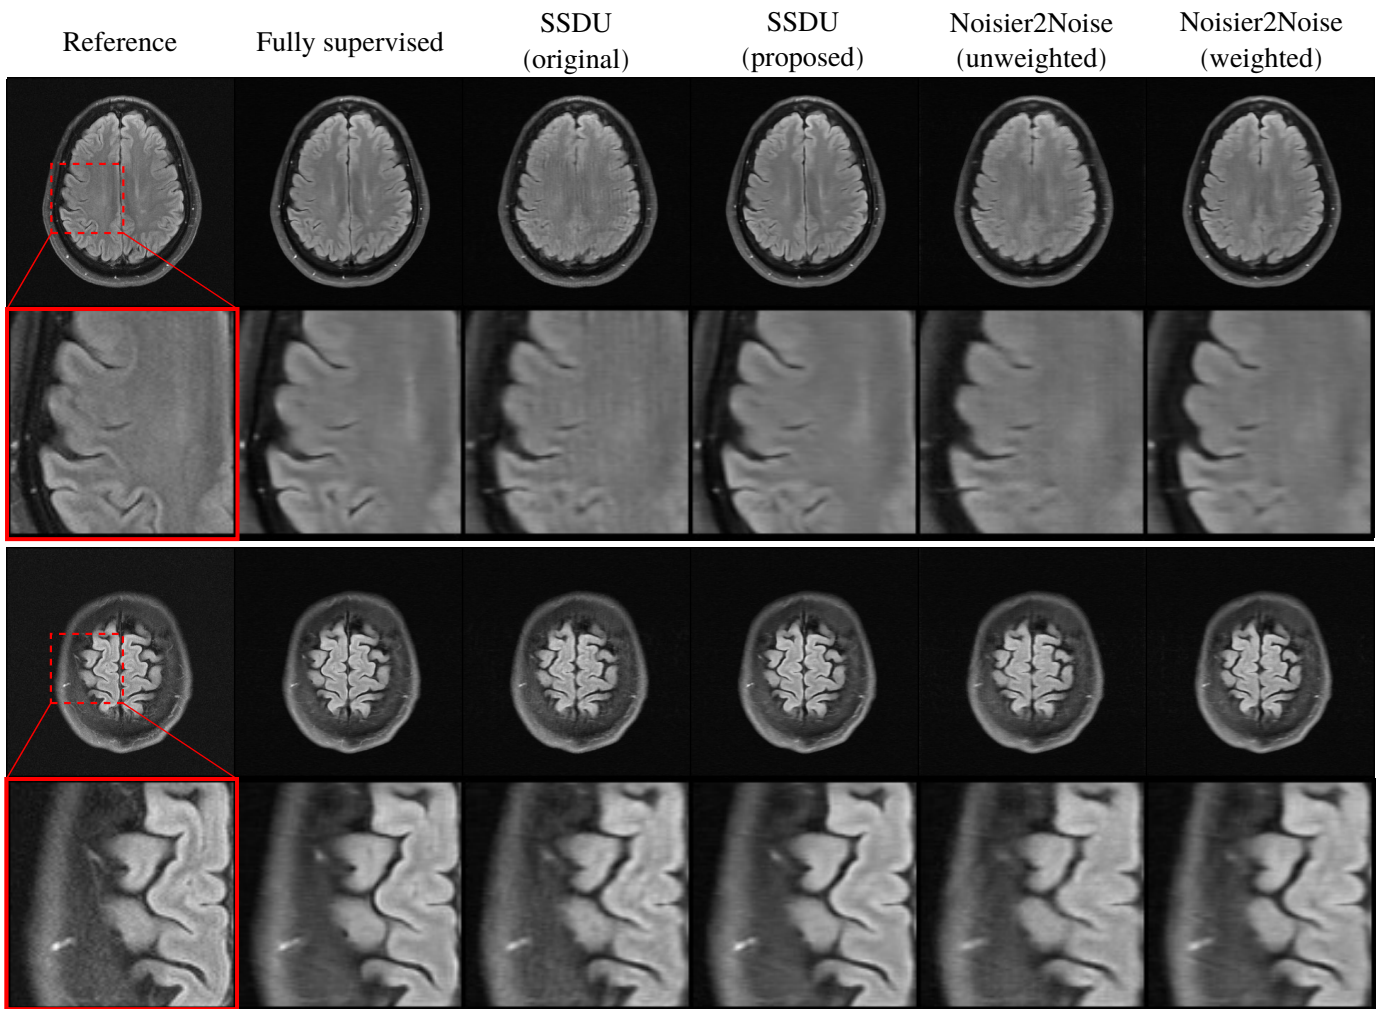 Reference
Fully supervised
SSDU
(original)
SSDU
(proposed)
Noisier2Noise
(unweighted)
Noisier2Noise
(weighted)